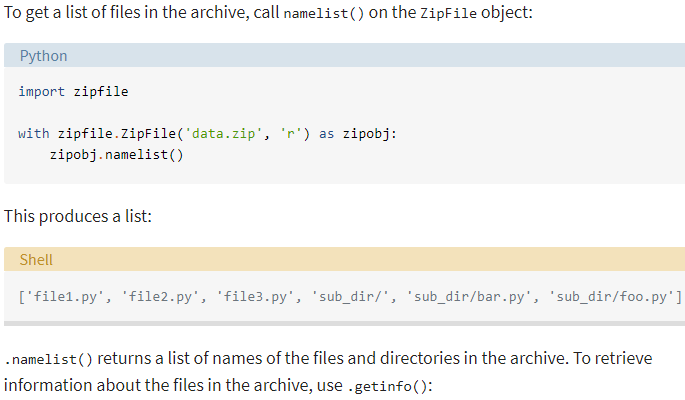 To get a list of files in the archive, call namelist() on the ZipFile object:
Python
import zipfile
with zipfile.ZipFile('data.zip', 'r') as zipobj:
    zipobj.namelist()
This produces a list:
Shell
['file1.py', 'file2.py', 'file3.py', 'sub_dir/', 'sub_dir/bar.py', 'sub_dir/foo.py']
.namelist() returns a list of names of the files and directories in the archive. To retrieve
information about the files in the archive, use .getinfo():